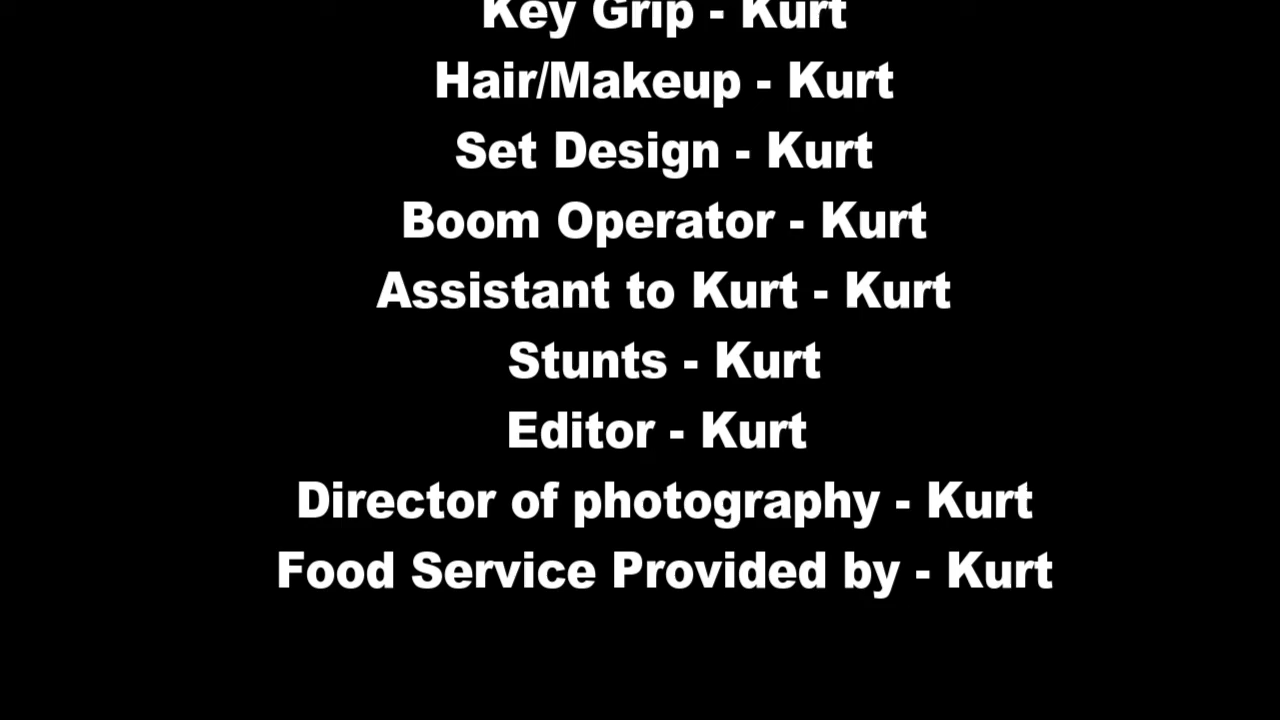 Key Grip - Kurt
Hair/Makeup - Kurt
Set Design - Kurt
Boom Operator - Kurt
Assistant to Kurt - Kurt
Stunts - Kurt
Editor - Kurt
Director of photography - Kurt
Food Service Provided by - Kurt